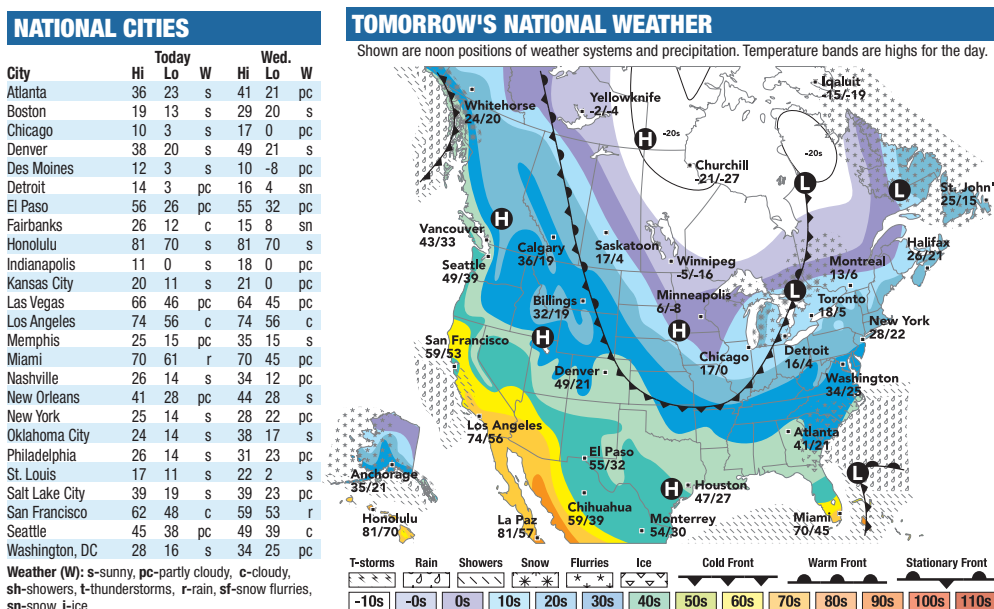 NATIONAL CITIES
Today Wed.
City Hi Lo W Hi Lo W
Atlanta 36 23 s 41 21 pc
Boston 19 13 s 29 20 s
Chicago 10 3 s 17 0 pc
Denver 38 20 s 49 21 s
Des Moines 12 3 s 10 -8 pc
Detroit 14 3 pc 16 4 sn
El Paso 56 26 pc 55 32 pc
Fairbanks 26 12 c 15 8 sn
Honolulu 81 70 s 81 70 s
Indianapolis 11 0 s 18 0 pc
Kansas City 20 11 s 21 0 pc
Las Vegas 66 46 pc 64 45 pc
Los Angeles 74 56 c 74 56 c
Memphis 25 15 pc 35 15 s
Miami 70 61 r 70 45 pc
Nashville 26 14 s 34 12 pc
New Orleans 41 28 pc 44 28 s
New York 25 14 s 28 22 pc
Oklahoma City 24 14 s 38 17 s
Philadelphia 26 14 s 31 23 pc
St. Louis 17 11 s 22 2 s
Salt Lake City 39 19 s 39 23 pc
San Francisco 62 48 c 59 53 r
Seattle 45 38 pc 49 39 c
Washington, DC 28 16 s 34 25 pc
Weather (W): s-sunny, pc-partly cloudy, c-cloudy,
sh-showers, t-thunderstorms, r-rain, sf-snow flurries,
sn-snow, i-ice
TOMORROW'S NATIONAL WEATHER
Shown are noon positions of weather systems and precipitation. Temperature bands are highs for the day.
Iqaluit
-15/-19
Whitehorse
24/20
Yellowknife
-2/-4
H
-20s
-20s
Churchill
-21/-27
L
L
St. John'
25/15
H
Vancouver
43/33
Calgary
36/19
Saskatoon
17/4
Winnipeg
-5/-16
Montreal
13/6
Halifax
26/21
Seattle
49/39
Billings
32/19
Minneapolis
6/-8
L
Toronto
18/5
H
New York
28/22
San Francisco
59/53
H
Denver
49/21
Chicago
17/0
Detroit
16/4
Washington
34/25
Los Angeles
74/56
Atlanta
41/21
El Paso
55/32
Anchorage
35/21
H
Houston
47/27
L
Honolulu
81/70
La Paz
81/57
Chihuahua
59/39
Monterrey
54/30
Miami
70/45
T-storms Rain Showers Snow Flurries Ice Cold Front Warm Front Stationary Front
-10s -0s 0s 10s 20s 30s 40s 50s 60s 70s 80s 90s 100s 110s